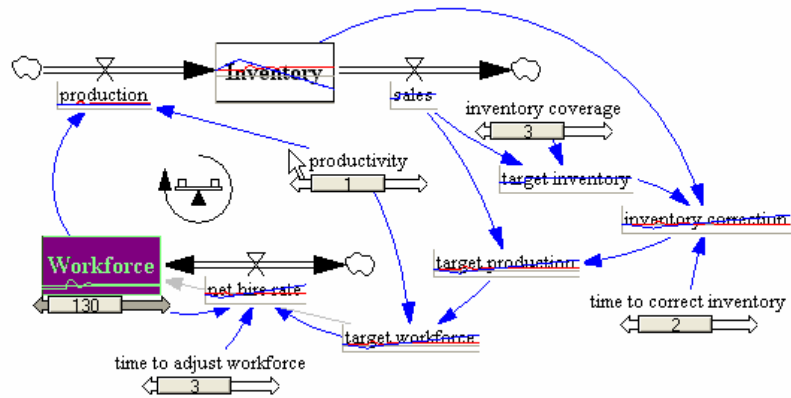 Inventory
production
sales
inventory coverage
3
productivity
1
target inventory
inventory correction
Workforce
130
net hire rate
target production
time to correct inventory
2
target workforce
time to adjust workforce
3